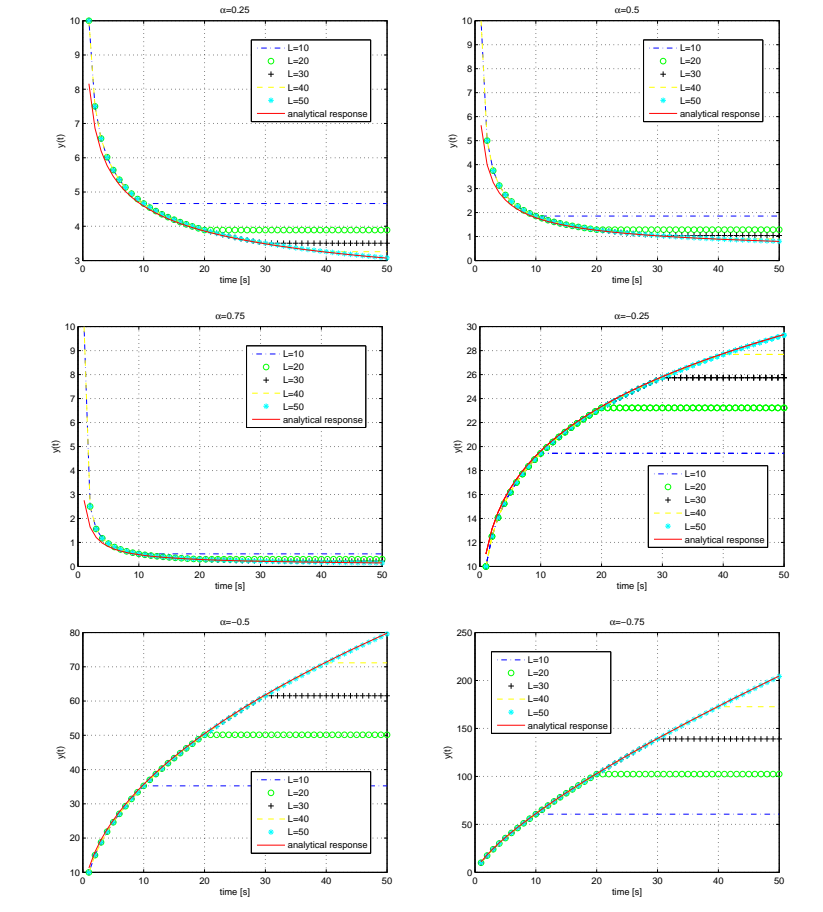 α=0.25
10
9
8
7
6
5
4
3
y(t)
0 10 20 30 40 50
time [s]
L=10
L=20
L=30
L=40
L=50
analytical response
α=0.5
10
9
8
7
6
5
4
3
2
1
0
y(t)
0 10 20 30 40 50
time [s]
L=10
L=20
L=30
L=40
L=50
analytical response
α=0.75
10
9
8
7
6
5
4
3
2
1
0
y(t)
0 10 20 30 40 50
time [s]
L=10
L=20
L=30
L=40
L=50
analytical response
α=−0.25
30
28
26
24
22
20
18
16
14
12
10
y(t)
0 10 20 30 40 50
time [s]
L=10
L=20
L=30
L=40
L=50
analytical response
α=−0.5
80
70
60
50
40
30
20
10
y(t)
0 10 20 30 40 50
time [s]
L=10
L=20
L=30
L=40
L=50
analytical response
α=−0.75
250
200
150
100
50
0
y(t)
0 10 20 30 40 50
time [s]
L=10
L=20
L=30
L=40
L=50
analytical response